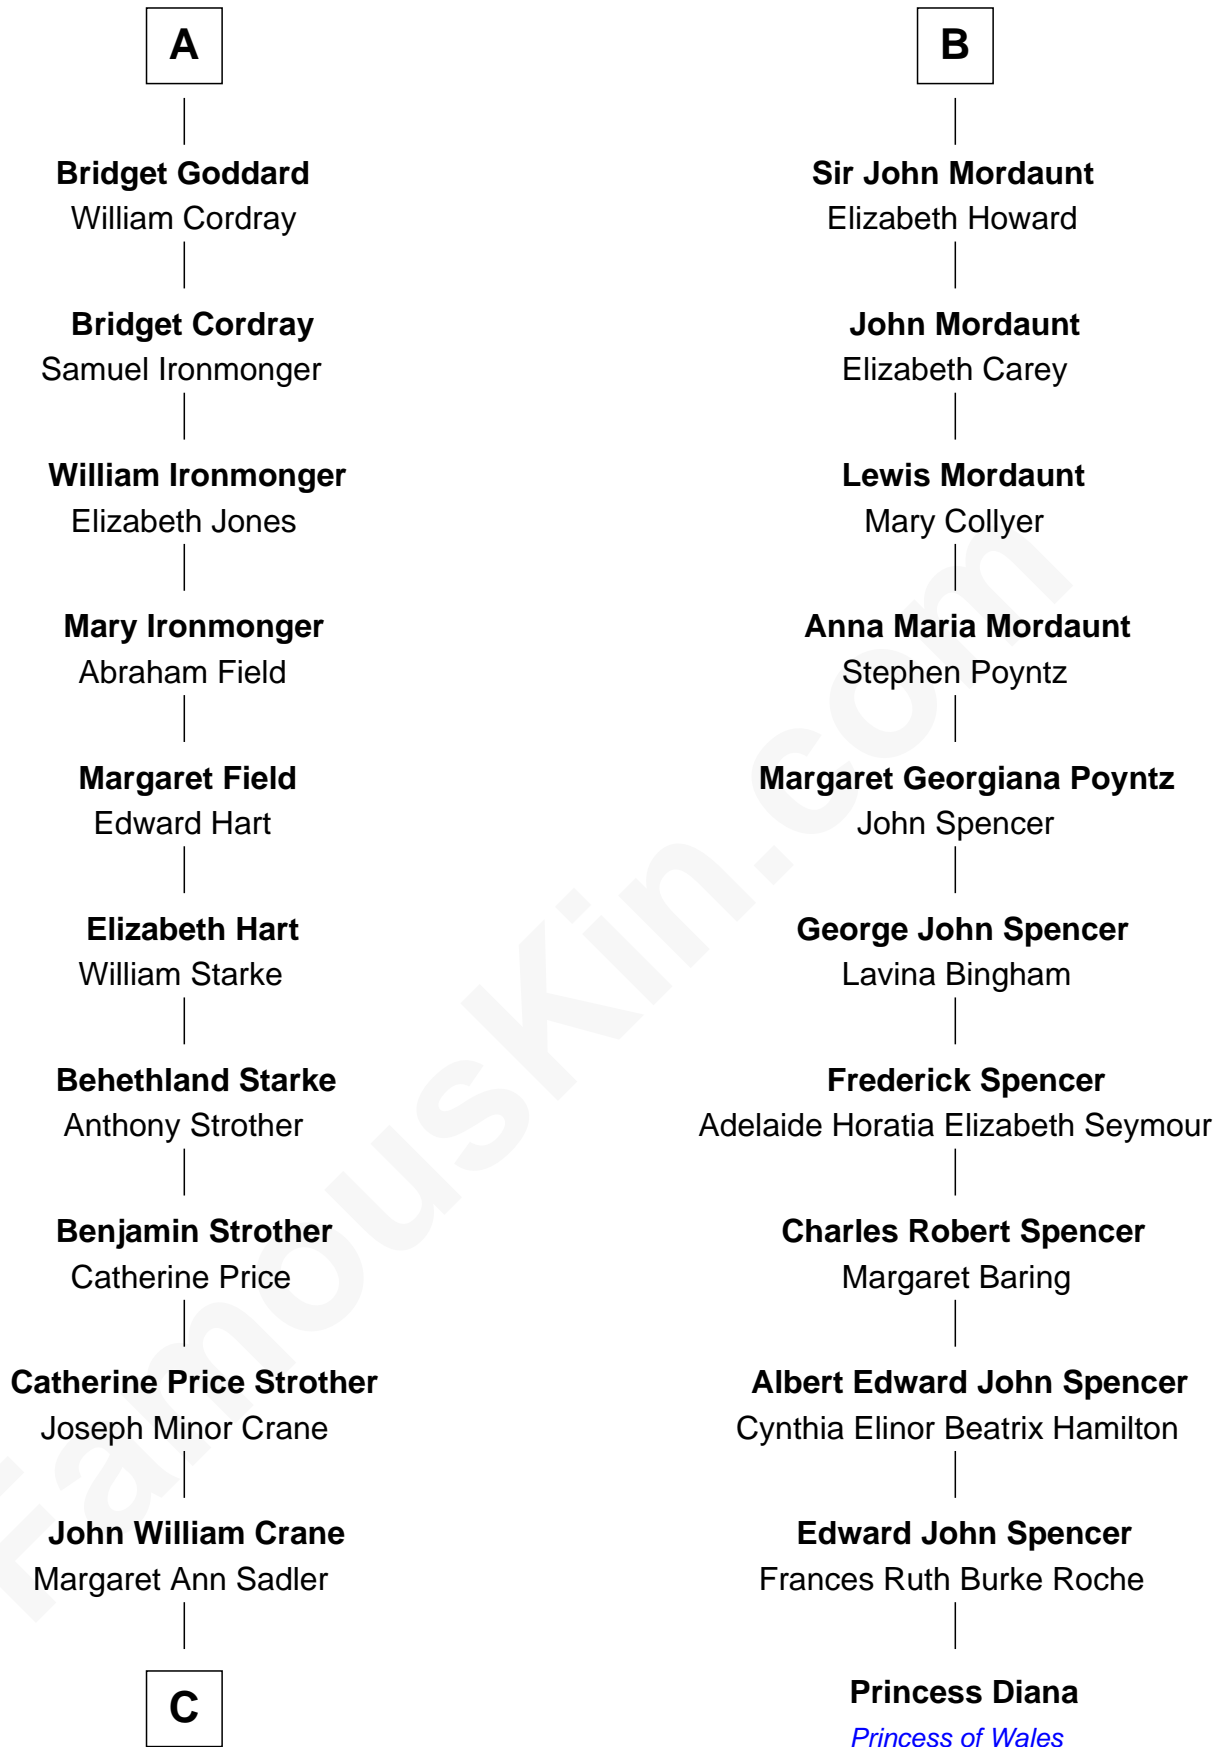 A
Bridget Goddard
William Cordray
Bridget Cordray
Samuel Ironmonger
William Ironmonger
Elizabeth Jones
Mary Ironmonger
Abraham Field
Margaret Field
Edward Hart
Elizabeth Hart
William Starke
Behethland Starke
Anthony Strother
Benjamin Strother
Catherine Price
Catherine Price Strother
Joseph Minor Crane
John William Crane
Margaret Ann Sadler
C
B
Sir John Mordaunt
Elizabeth Howard
John Mordaunt
Elizabeth Carey
Lewis Mordaunt
Mary Collyer
Anna Maria Mordaunt
Stephen Poyntz
Margaret Georgiana Poyntz
John Spencer
George John Spencer
Lavina Bingham
Frederick Spencer
Adelaide Horatia Elizabeth Seymour
Charles Robert Spencer
Margaret Baring
Albert Edward John Spencer
Cynthia Elinor Beatrix Hamilton
Edward John Spencer
Frances Ruth Burke Roche
Princess Diana
Princess of Wales
FamousKin.com